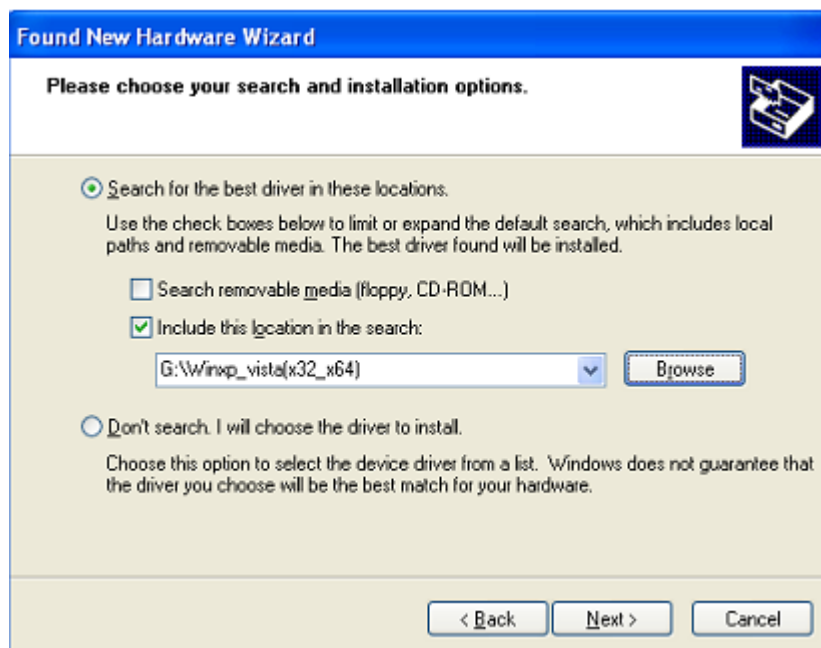 Found New Hardware Wizard
Please choose your search and installation options.
Search for the best driver in these locations.
Use the check boxes below to limit or expand the default search, which includes local
paths and removable media. The best driver found will be installed.
Search removable media (floppy, CD-ROM...)
Include this location in the search:
G:\Winxp_vista(x32_x64)
Browse
Don't search. I will choose the driver to install.
Choose this option to select the device driver from a list. Windows does not guarantee that
the driver you choose will be the best match for your hardware.
< Back
Next >
Cancel